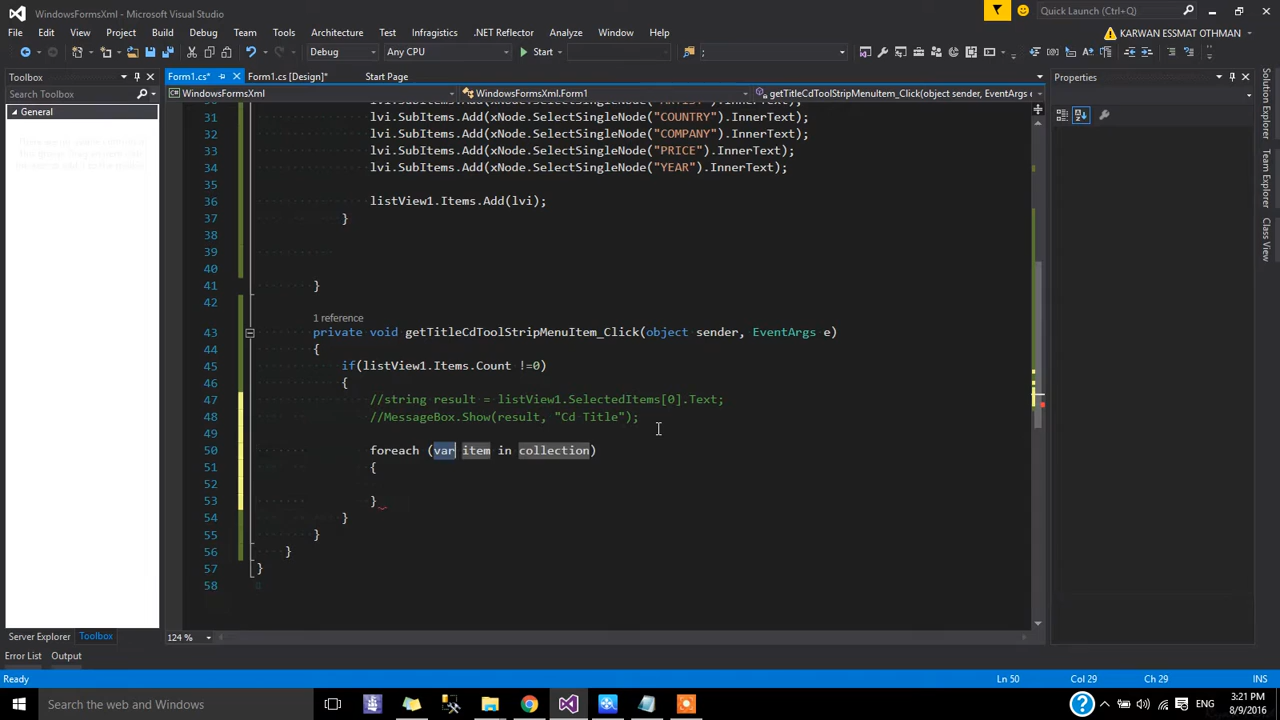 WindowsFormsXml - Microsoft Visual Studio
Quick Launch (Ctrl+Q)
File Edit View Project Build Debug Team Tools Architecture Test .NET Reflector Analyze Window Help
KARWAN ESSMAT OTHMAN
Debug Any CPU Start ;
Toolbox
Form1.cs* Form1.cs [Design]* Start Page
Properties
Search Toolbox
WindowsFormsXml WindowsFormsXml.Form1 getTitleCdToolStripMenuItem_Click(object sender, EventArgs e
General
31 lvi.SubItems.Add(xNode.SelectSingleNode("COUNTRY").InnerText);
32 lvi.SubItems.Add(xNode.SelectSingleNode("COMPANY").InnerText);
33 lvi.SubItems.Add(xNode.SelectSingleNode("PRICE").InnerText);
34 lvi.SubItems.Add(xNode.SelectSingleNode("YEAR").InnerText);
35
36 listView1.Items.Add(lvi);
37 }
38
39
40
41 }
42
1 reference
43 private void getTitleCdToolStripMenuItem_Click(object sender, EventArgs e)
44 {
45 if(listView1.Items.Count !=0)
46 {
47 //string result = listView1.SelectedItems[0].Text;
48 //MessageBox.Show(result, "Cd Title");
49
50 foreach (var item in collection)
51 {
52
53 }
54 }
55 }
56 }
57 }
58
Solution Explorer
Team Explorer
Class View
124 %
Server Explorer Toolbox
Error List Output
Ready Ln 50 Col 29 Ch 29 INS
Search the web and Windows
ENG
3:21 PM
8/9/2016